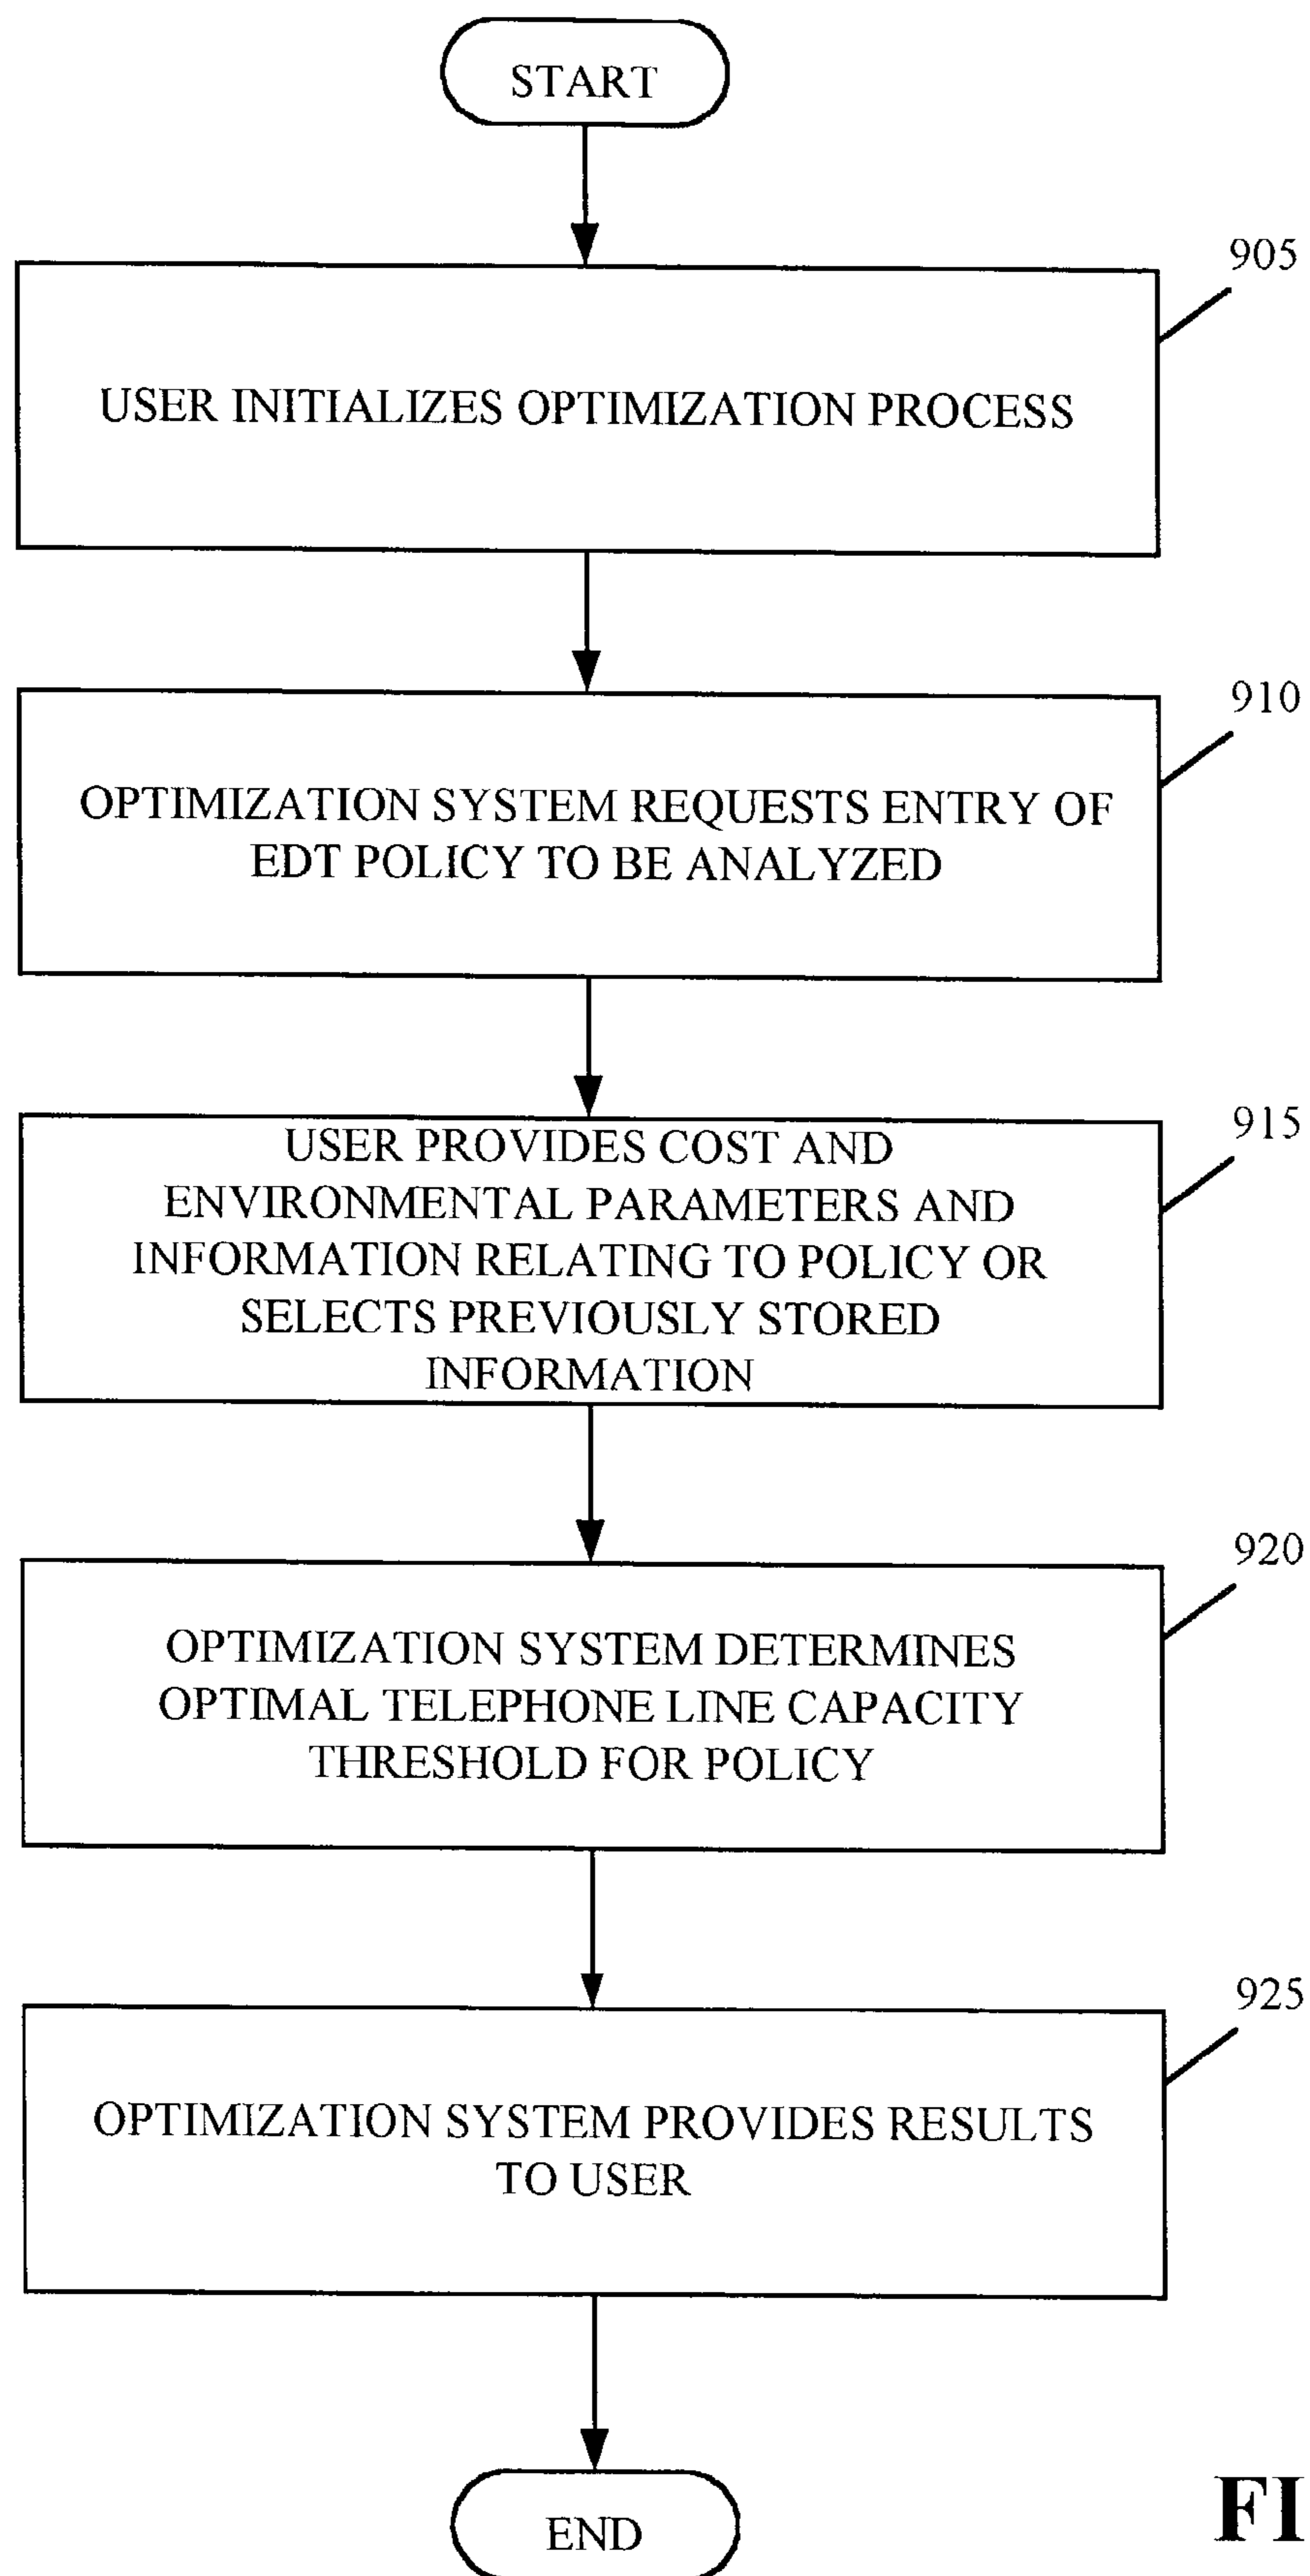 START
905
USER INITIALIZES OPTIMIZATION PROCESS
910
OPTIMIZATION SYSTEM REQUESTS ENTRY OF
EDT POLICY TO BE ANALYZED
915
USER PROVIDES COST AND
ENVIRONMENTAL PARAMETERS AND
INFORMATION RELATING TO POLICY OR
SELECTS PREVIOUSLY STORED
INFORMATION
920
OPTIMIZATION SYSTEM DETERMINES
OPTIMAL TELEPHONE LINE CAPACITY
THRESHOLD FOR POLICY
925
OPTIMIZATION SYSTEM PROVIDES RESULTS
TO USER
END
FI